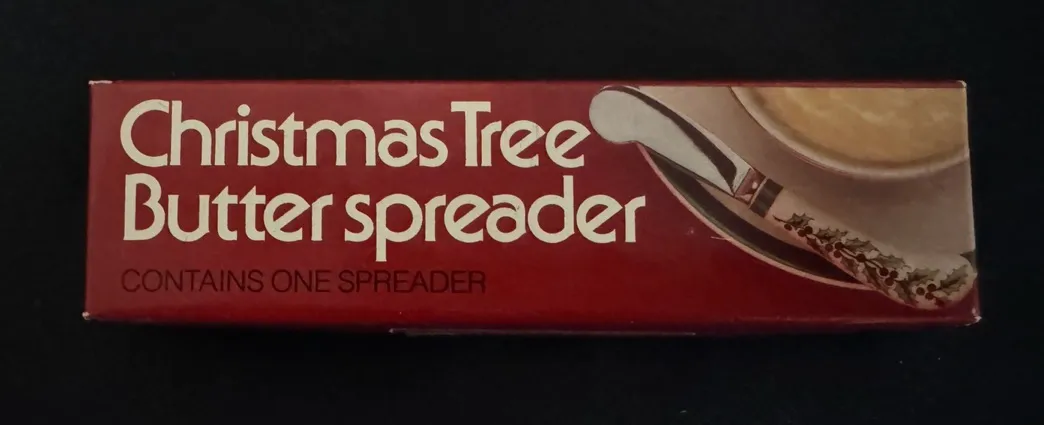 Christmas Tree
Butter spreader
CONTAINS ONE SPREADER